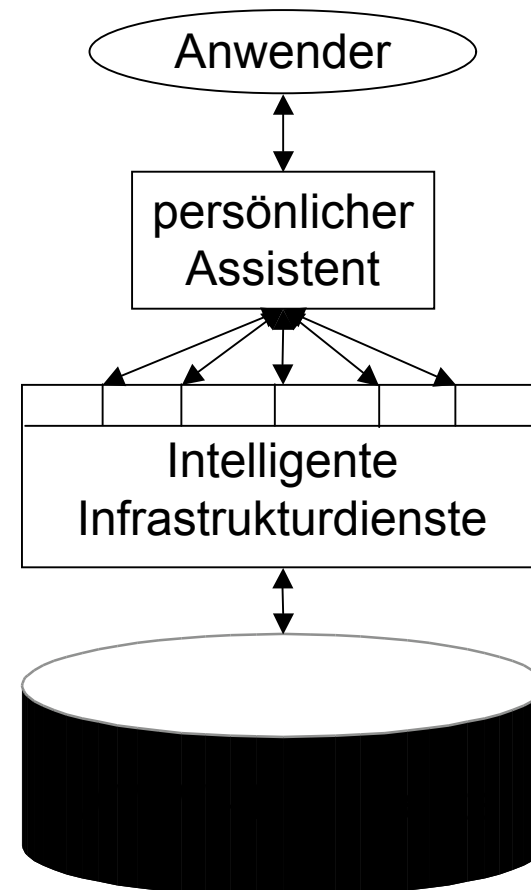 Anwender
persönlicher
Assistent
Intelligente
Infrastrukturdienste